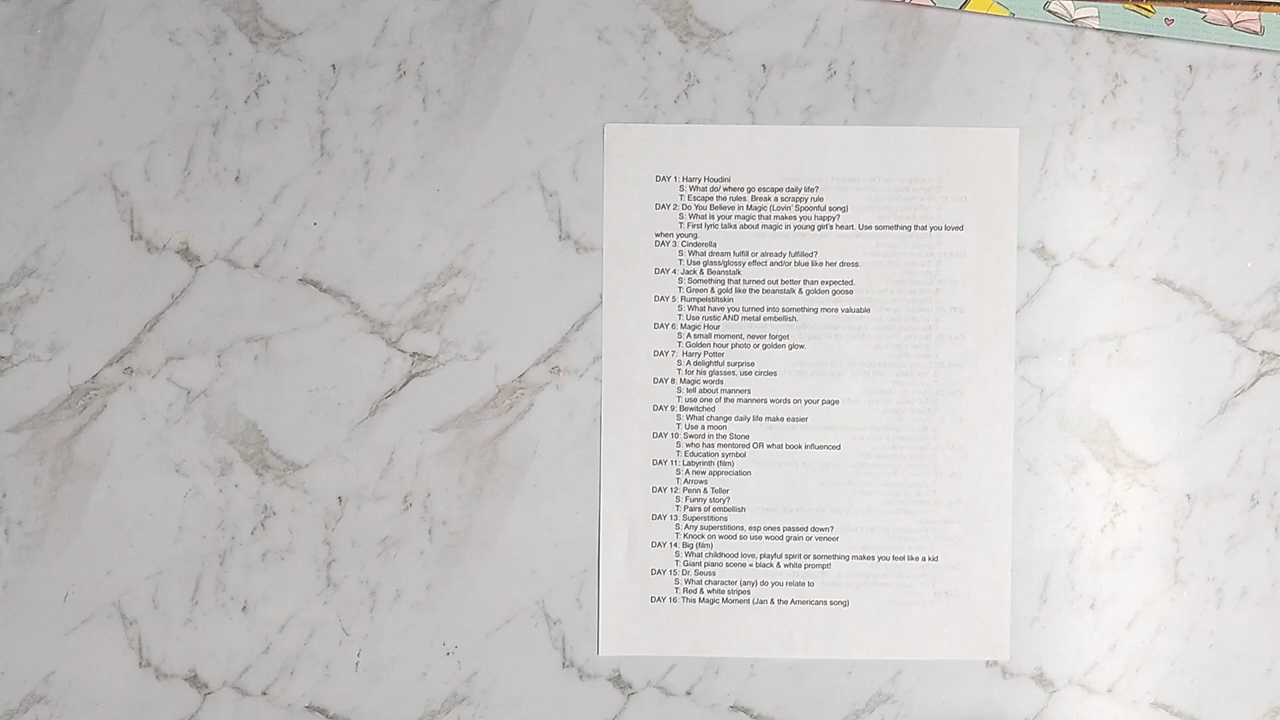 DAY 1: Harry Houdini
S: What do/ where go escape daily life?
T: Escape the rules. Break a scrappy rule
DAY 2: Do You Believe in Magic (Lovin' Spoonful song)
S: What is your magic that makes you happy?
T: First lyric talks about magic in young girl's heart. Use something that you loved
when young.
DAY 3: Cinderella
S: What dream fulfill or already fulfilled?
T: Use glass/glossy effect and/or blue like her dress.
DAY 4: Jack & Beanstalk
S: Something that turned out better than expected.
T: Green & gold like the beanstalk & golden goose
DAY 5: Rumpelstiltskin
S: What have you turned into something more valuable
T: Use rustic AND metal embellish.
DAY 6: Magic Hour
S: A small moment, never forget
T: Golden hour photo or golden glow.
DAY 7: Harry Potter
S: A delightful surprise
T: for his glasses, use circles
DAY 8: Magic words
S: tell about manners
T: use one of the manners words on your page
DAY 9: Bewitched
S: What change daily life make easier
T: Use a moon
DAY 10: Sword in the Stone
S: who has mentored OR what book influenced
T: Education symbol
DAY 11: Labyrinth (film)
S: A new appreciation
T: Arrows
DAY 12: Penn & Teller
S: Funny story?
T: Pairs of embellish
DAY 13: Superstitions
S: Any superstitions, esp ones passed down?
T: Knock on wood so use wood grain or veneer
DAY 14: Big (film)
S: What childhood love, playful spirit or something makes you feel like a kid
T: Giant piano scene = black & white prompt!
DAY 15: Dr. Seuss
S: What character (any) do you relate to
T: Red & white stripes
DAY 16: This Magic Moment (Jan & the Americans song)